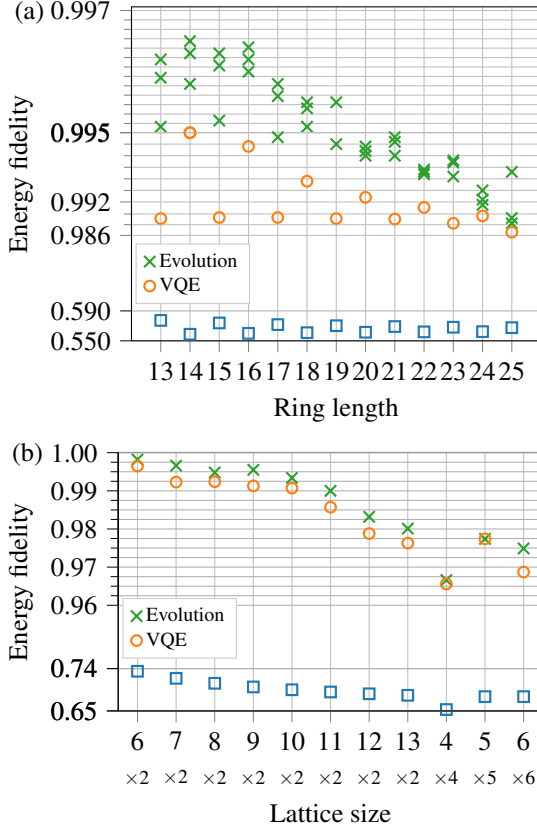 (a)
0.997
0.995
0.992
0.986
0.590
0.550
Energy fidelity
Evolution
VQE
13 14 15 16 17 18 19 20 21 22 23 24 25
Ring length
(b)
1.00
0.99
0.98
0.97
0.96
0.74
0.65
Energy fidelity
Evolution
VQE
6 7 8 9 10 11 12 13 4 5 6
×2 ×2 ×2 ×2 ×2 ×2 ×2 ×2 ×4 ×5 ×6
Lattice size